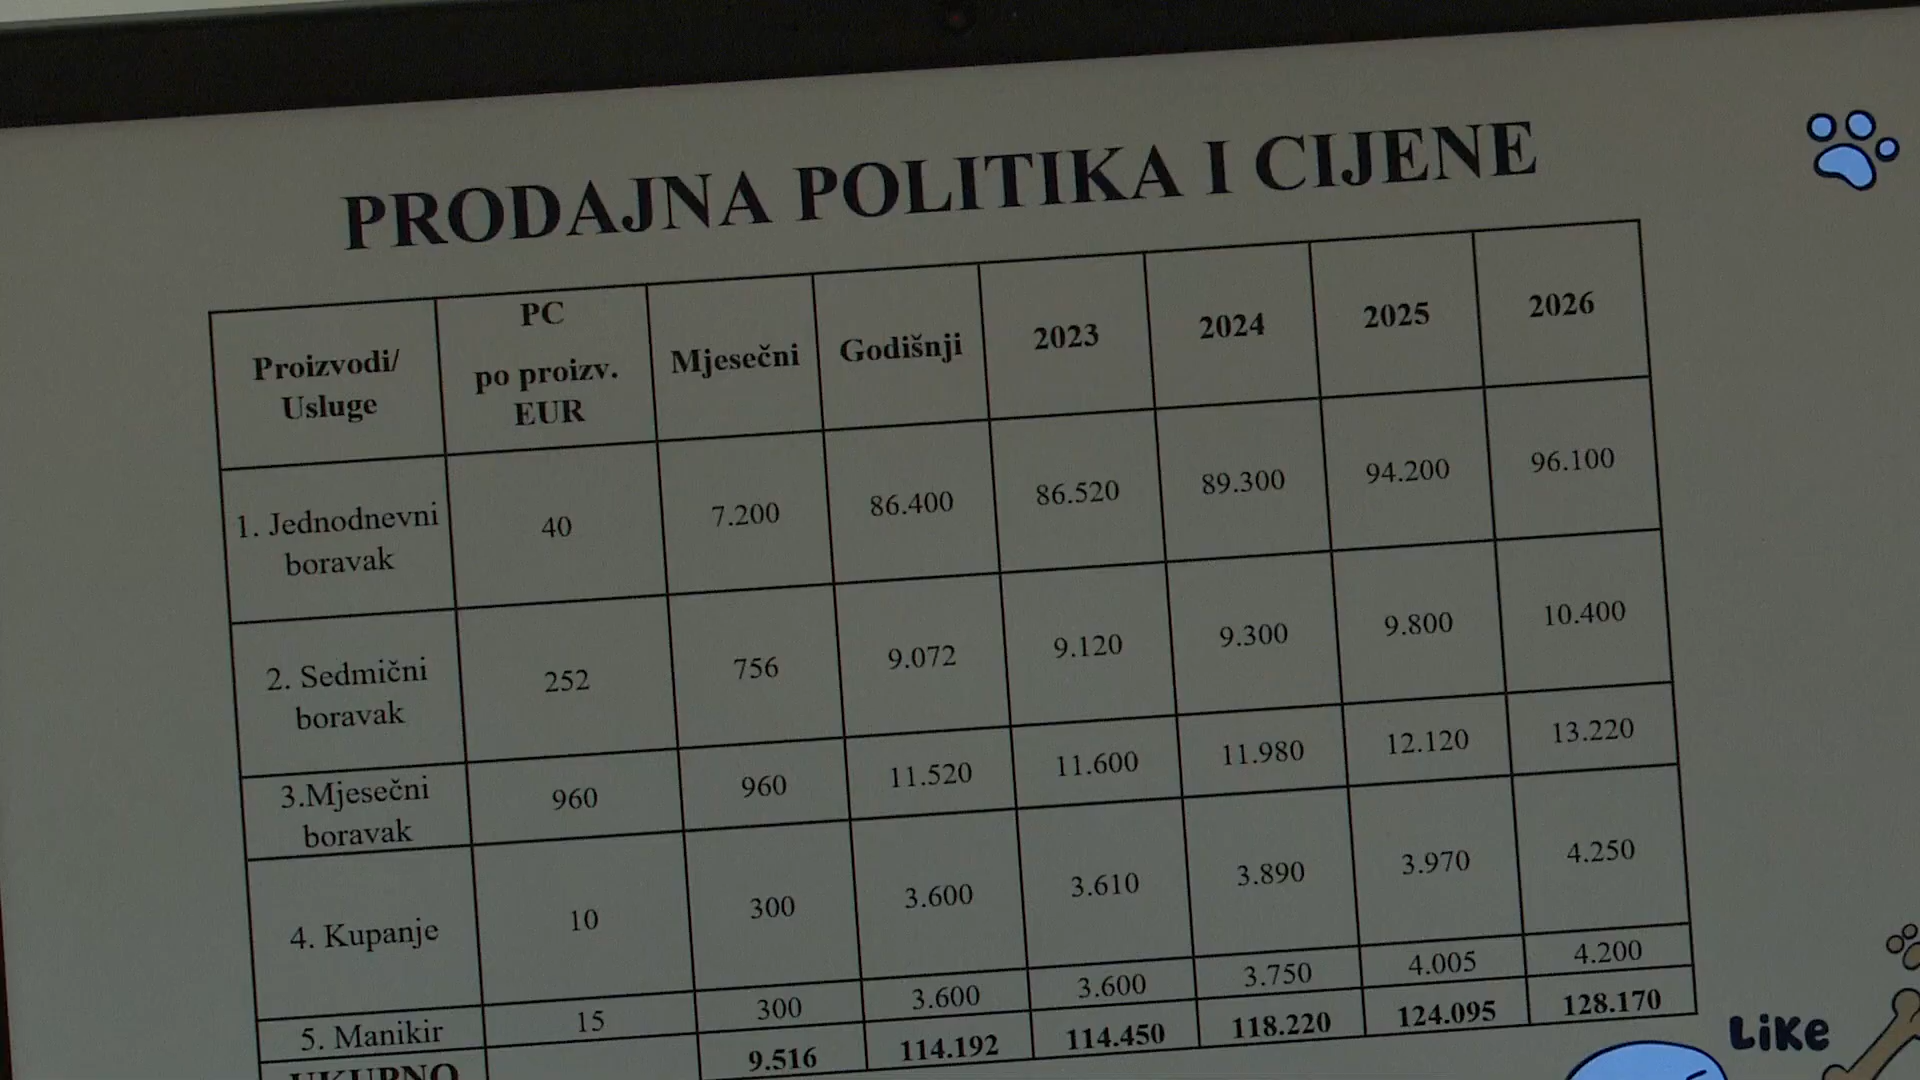 PRODAJNA POLITIKA I CIJENE
Proizvodi/
Usluge
PC
po proizv.
EUR
Mjesečni
Godišnji
2023
2024
2025
2026
1. Jednodnevni
boravak
40
7.200
86.400
86.520
89.300
94.200
96.100
2. Sedmični
boravak
252
756
9.072
9.120
9.300
9.800
10.400
3.Mjesečni
boravak
960
960
11.520
11.600
11.980
12.120
13.220
4. Kupanje
10
300
3.600
3.610
3.890
3.970
4.250
5. Manikir
15
300
3.600
3.600
3.750
4.005
4.200
UKUPNO
9.516
114.192
114.450
118.220
124.095
128.170
LiKe